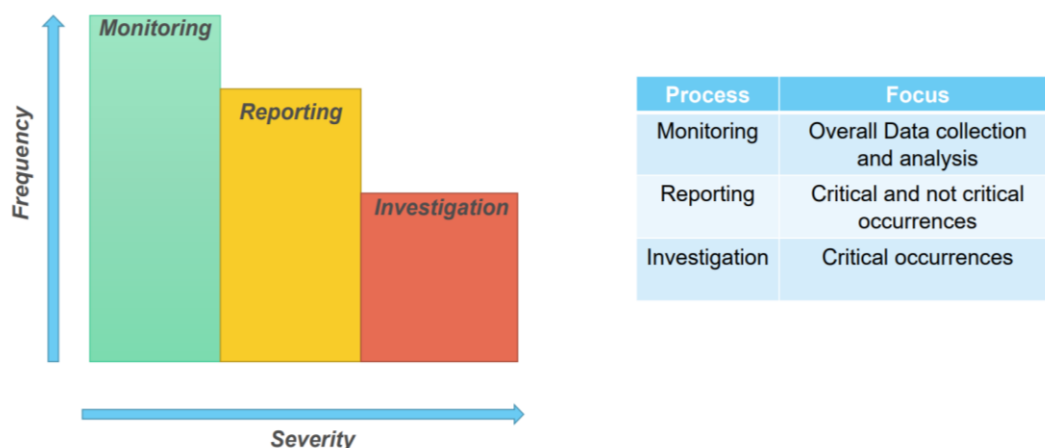 Monitoring
Reporting
Investigation
Frequency
Severity
Process Focus
Monitoring Overall Data collection
and analysis
Reporting Critical and not critical
occurrences
Investigation Critical occurrences